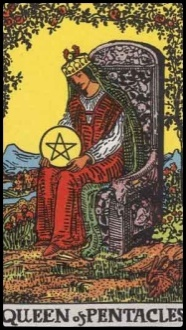 QUEEN of PENTACLES